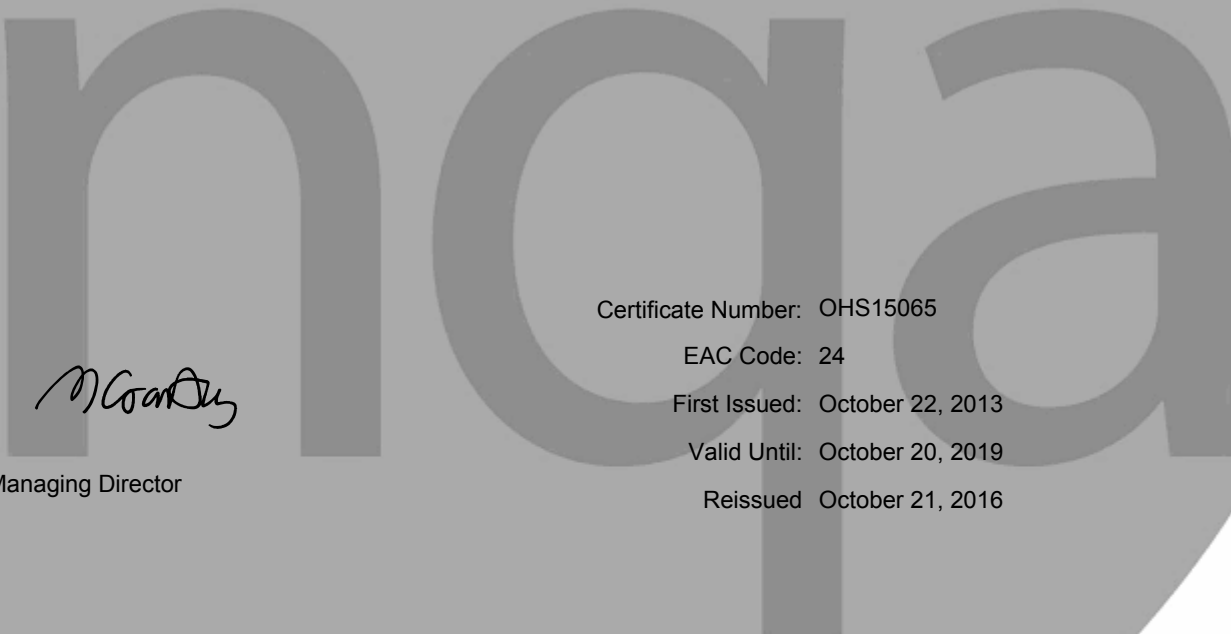 nqa
Certificate Number: OHS15065
EAC Code: 24
First Issued: October 22, 2013
Valid Until: October 20, 2019
Reissued October 21, 2016
Managing Director